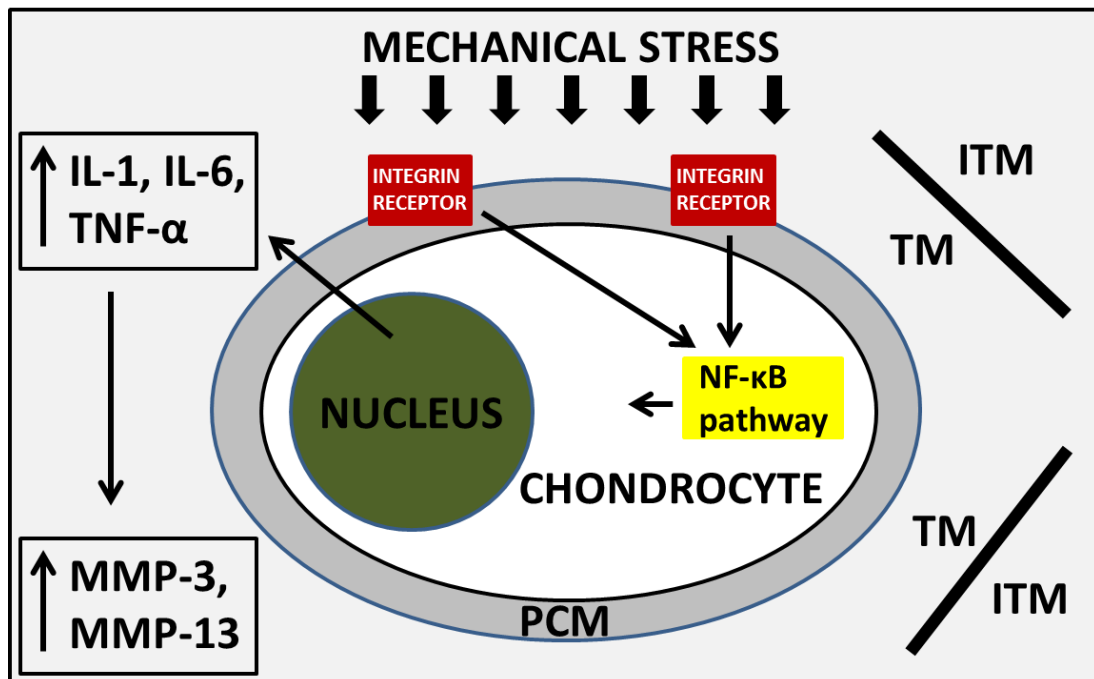 MECHANICAL STRESS
IL-1, IL-6,
TNF-α
INTEGRIN
RECEPTOR
INTEGRIN
RECEPTOR
ITM
TM
NF-κB
pathway
NUCLEUS
CHONDROCYTE
TM
ITM
MMP-3,
MMP-13
PCM